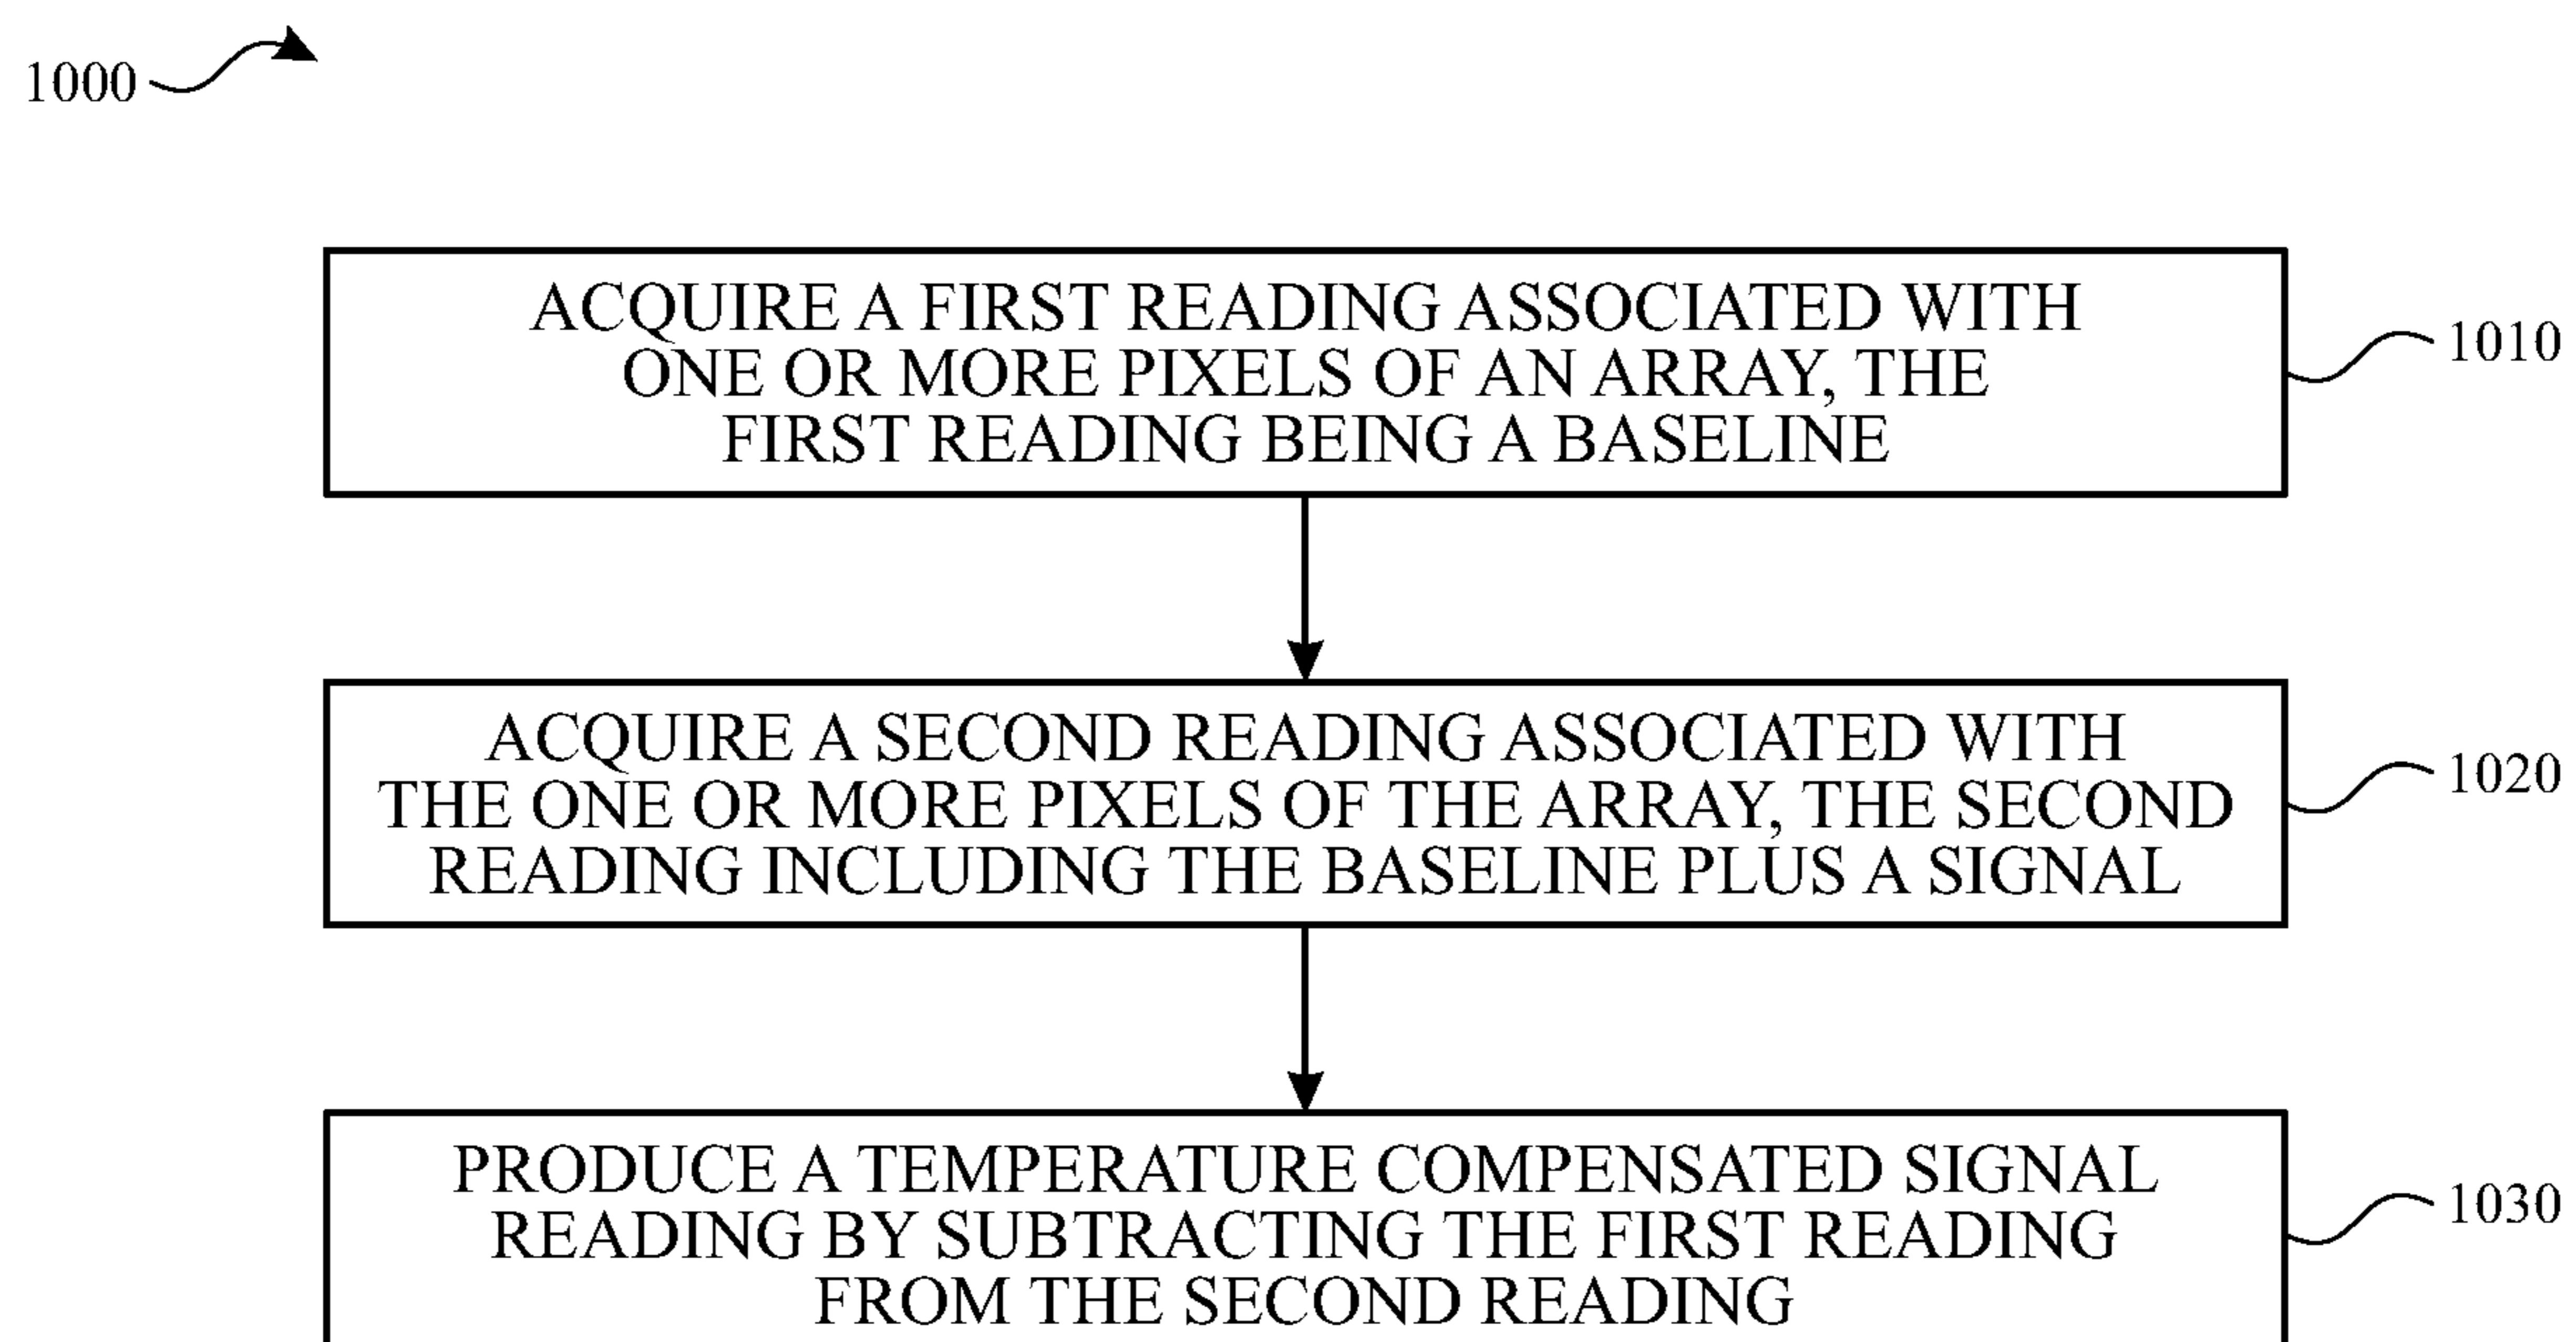 1000
ACQUIRE A FIRST READING ASSOCIATED WITH
ONE OR MORE PIXELS OF AN ARRAY, THE
FIRST READING BEING A BASELINE
1010
ACQUIRE A SECOND READING ASSOCIATED WITH
THE ONE OR MORE PIXELS OF THE ARRAY, THE SECOND
READING INCLUDING THE BASELINE PLUS A SIGNAL
1020
PRODUCE A TEMPERATURE COMPENSATED SIGNAL
READING BY SUBTRACTING THE FIRST READING
FROM THE SECOND READING
1030